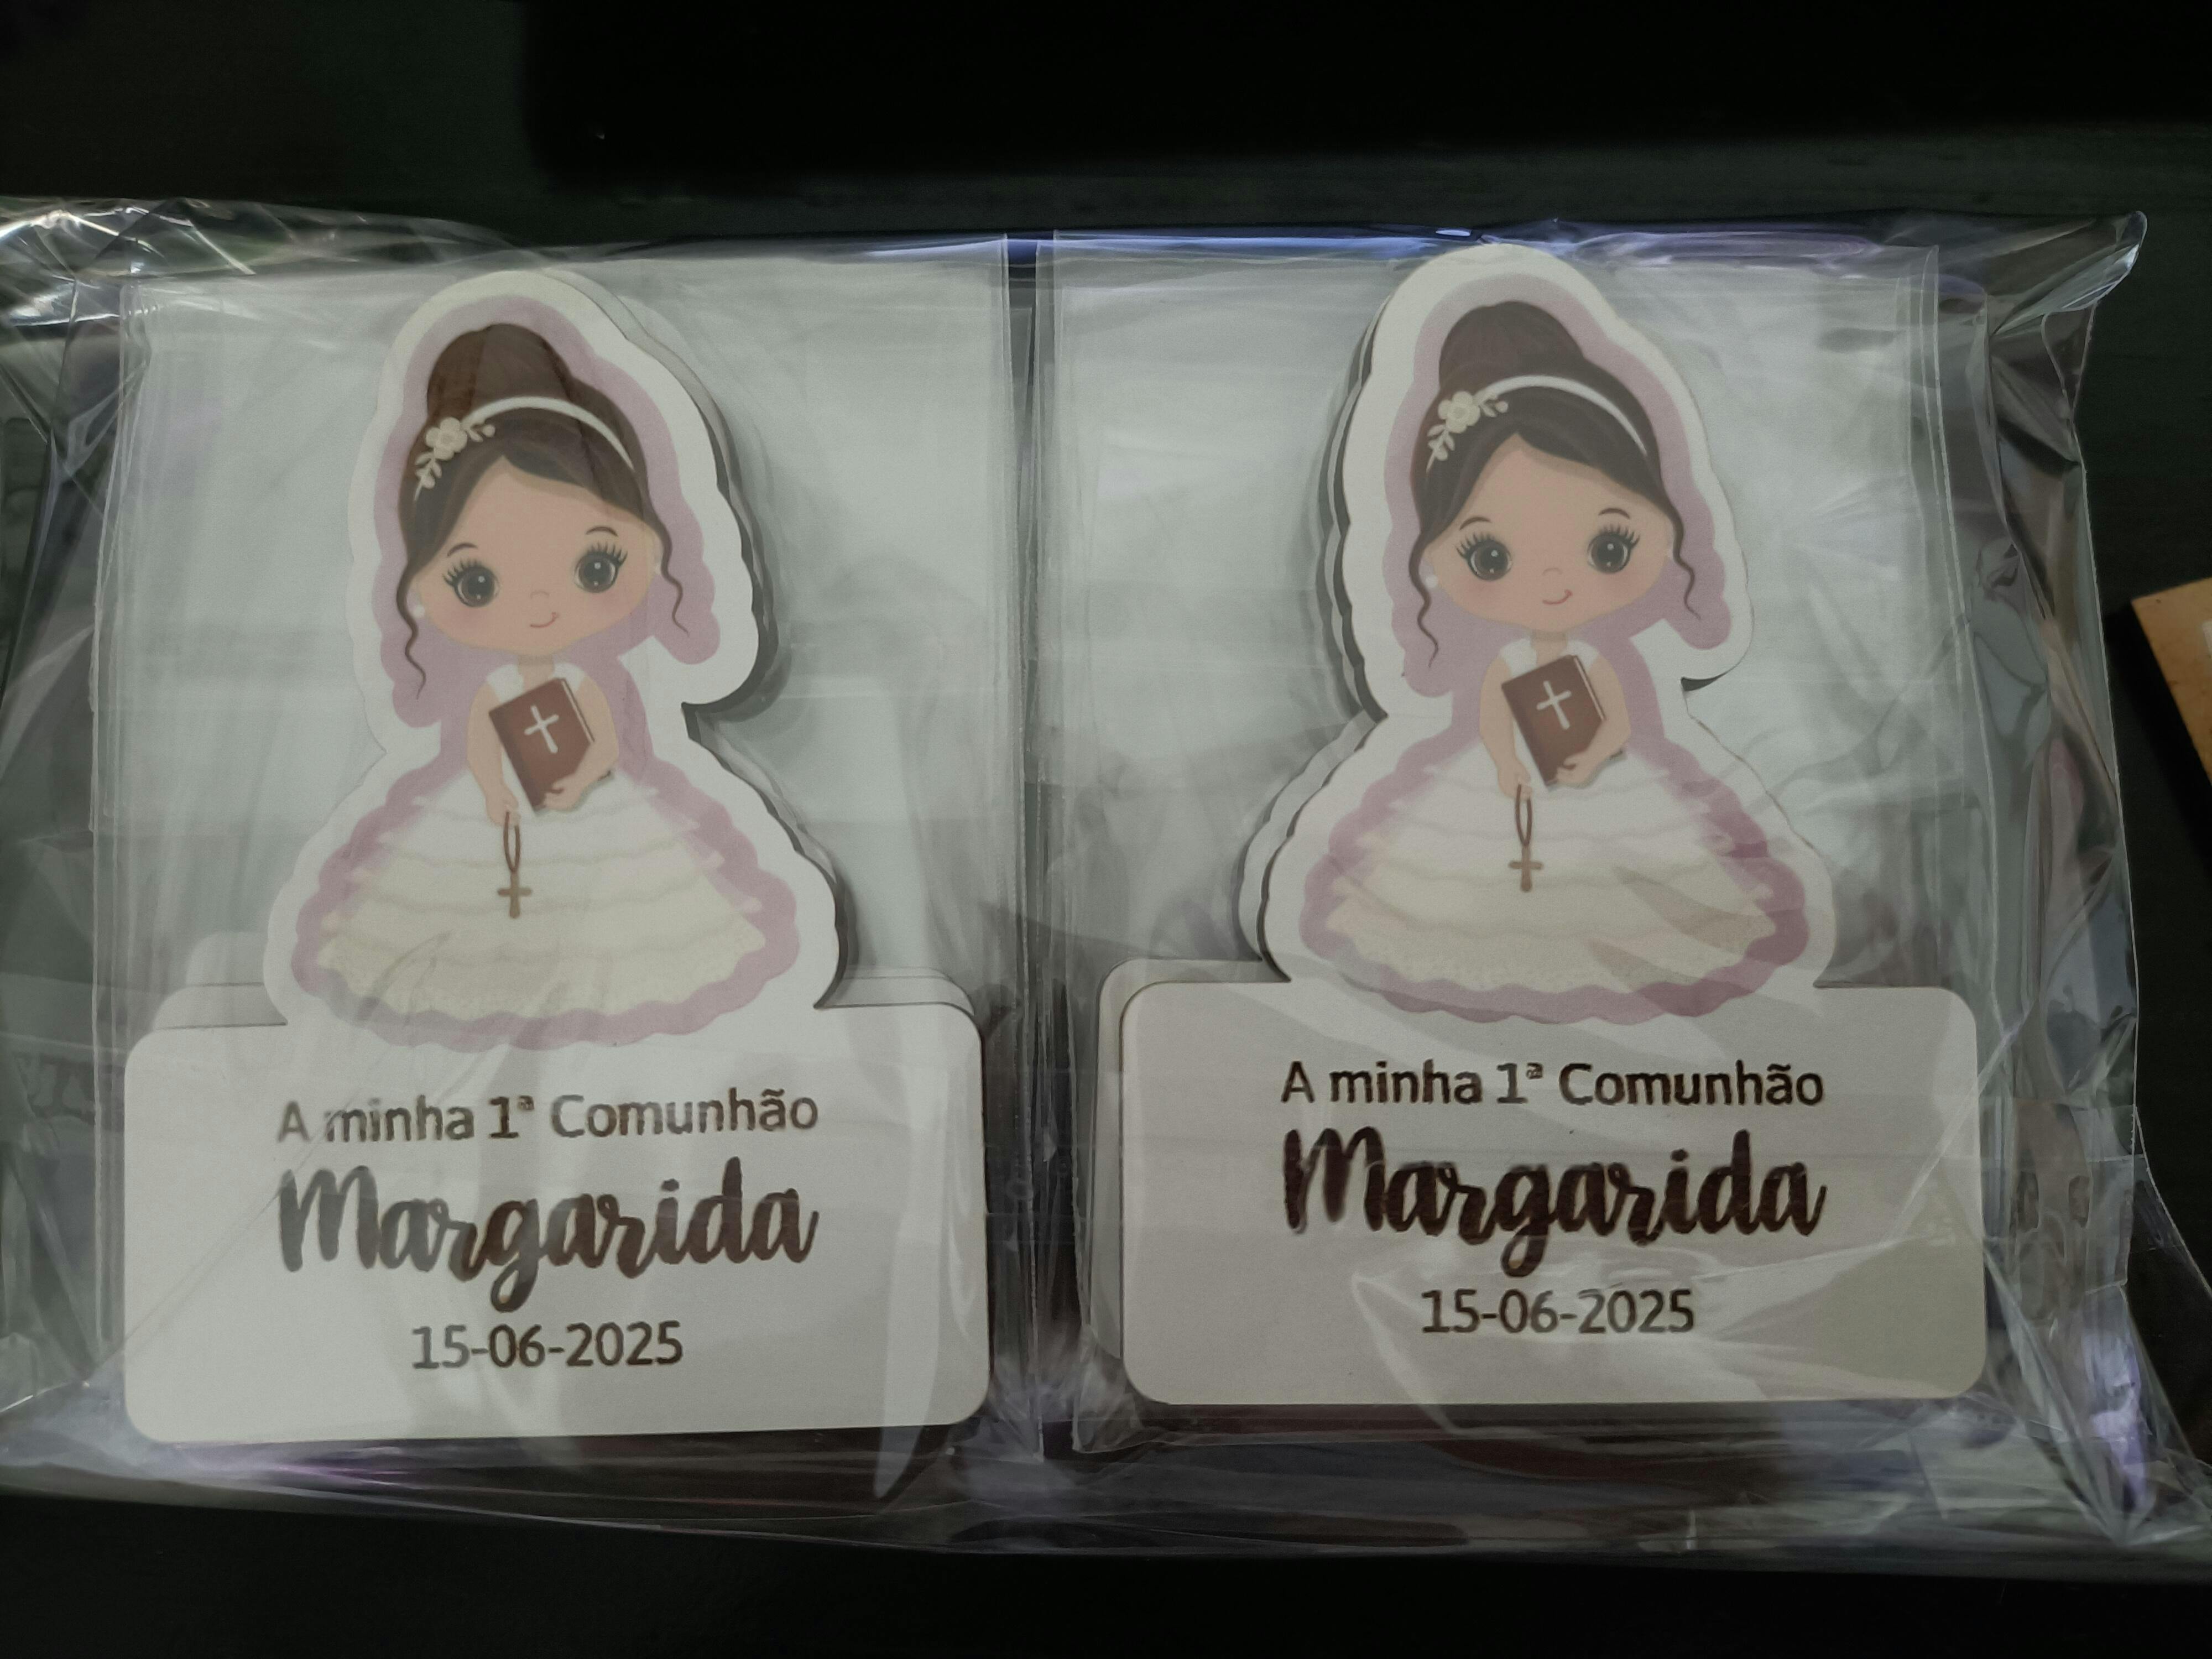 A minha 1ª Comunhão
Margarida
15-06-2025
A minha 1ª Comunhão
Margarida
15-06-2025